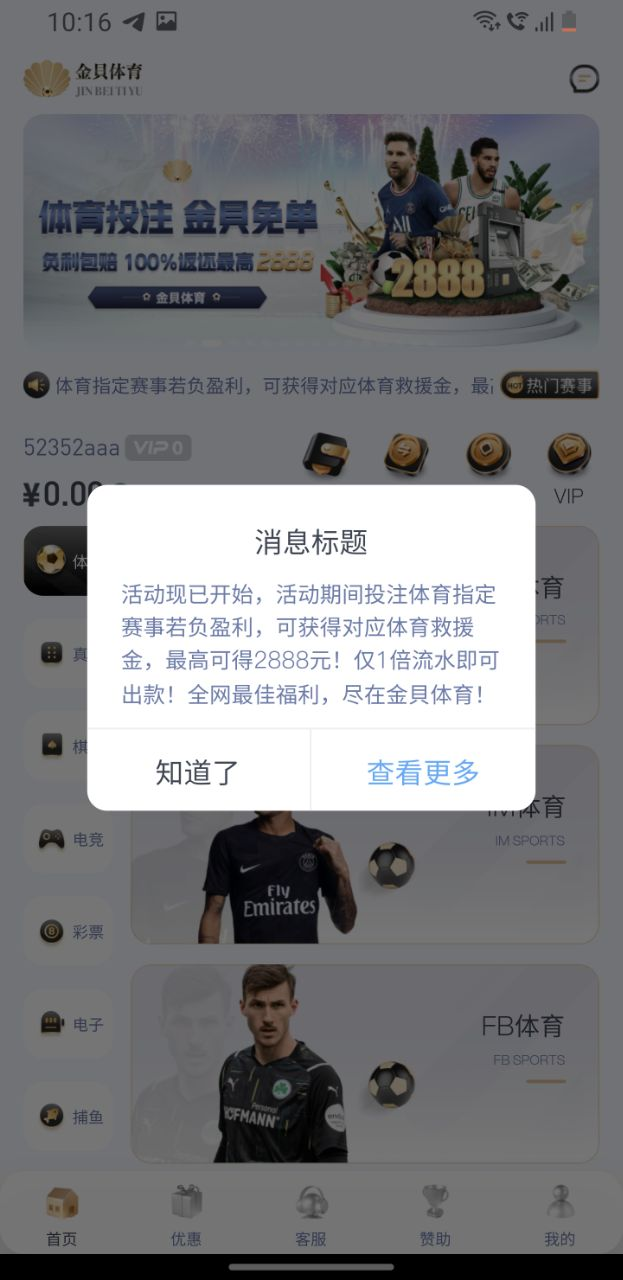 10:16
金貝体育
JIN BEI TI YU
体育投注 金貝免单
负利包赔 100%返还最高2888
金貝体育
2888
体育指定赛事若负盈利，可获得对应体育救援金，最
HOT 热门赛事
52352aaa VIP 0
¥0.00
VIP
消息标题
活动现已开始，活动期间投注体育指定
赛事若负盈利，可获得对应体育救援
金，最高可得2888元！仅1倍流水即可
出款！全网最佳福利，尽在金貝体育！
知道了
查看更多
体
体育
ORTS
真
棋
IM体育
IM SPORTS
Fly
Emirates
电竞
彩票
电子
FB体育
FB SPORTS
Personal
HOFMANN
捕鱼
首页
优惠
客服
赞助
我的